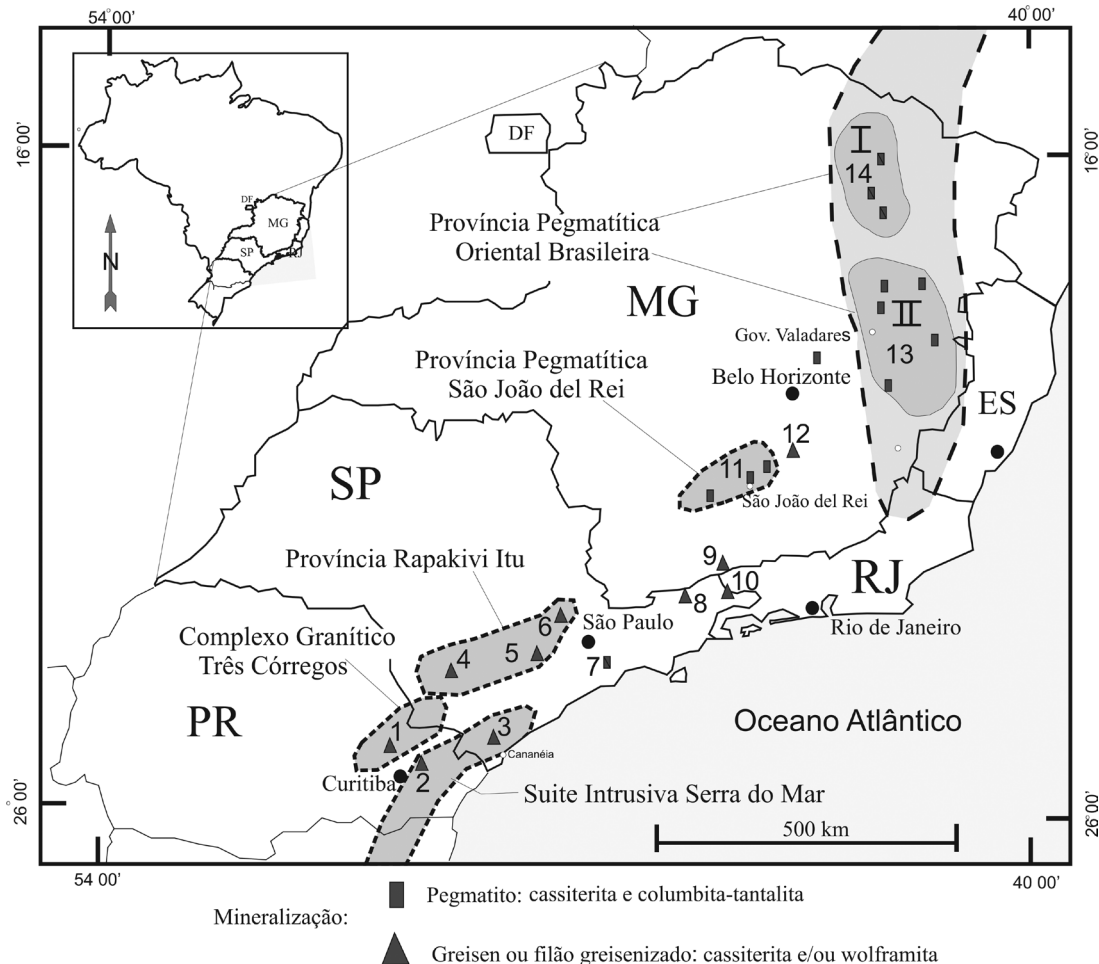 54°00'
40°00'
16°00'
16°00'
DF
DF
MG
SP
RJ
N
I
14
Província Pegmatítica
Oriental Brasileira
MG
II
13
Gov. Valadares
Belo Horizonte
Província Pegmatítica
São João del Rei
ES
12
11
São João del Rei
SP
Província Rapakivi Itu
9
10
8
RJ
Rio de Janeiro
São Paulo
6
5
4
7
Complexo Granítico
Três Córregos
PR
1
3
2
Cananéia
Curitiba
Oceano Atlântico
Suite Intrusiva Serra do Mar
26°00'
26°00'
500 km
54 00'
40 00'
Mineralização:
Pegmatito: cassiterita e columbita-tantalita
Greisen ou filão greisenizado: cassiterita e/ou wolframita